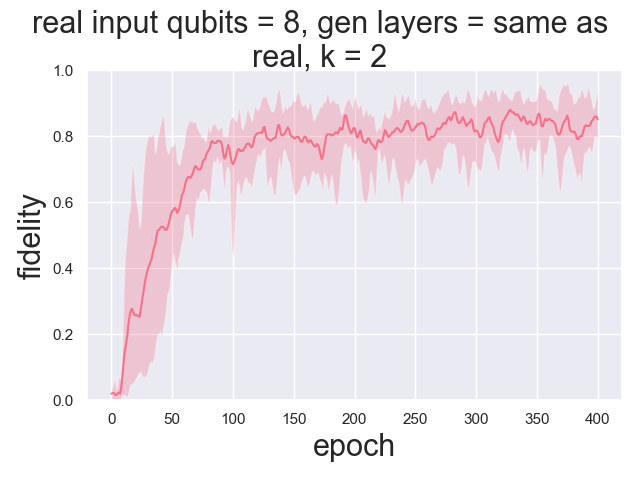 real input qubits = 8, gen layers = same as
real, k = 2
1.0
0.8
0.6
0.4
0.2
0.0
fidelity
0 50 100 150 200 250 300 350 400
epoch